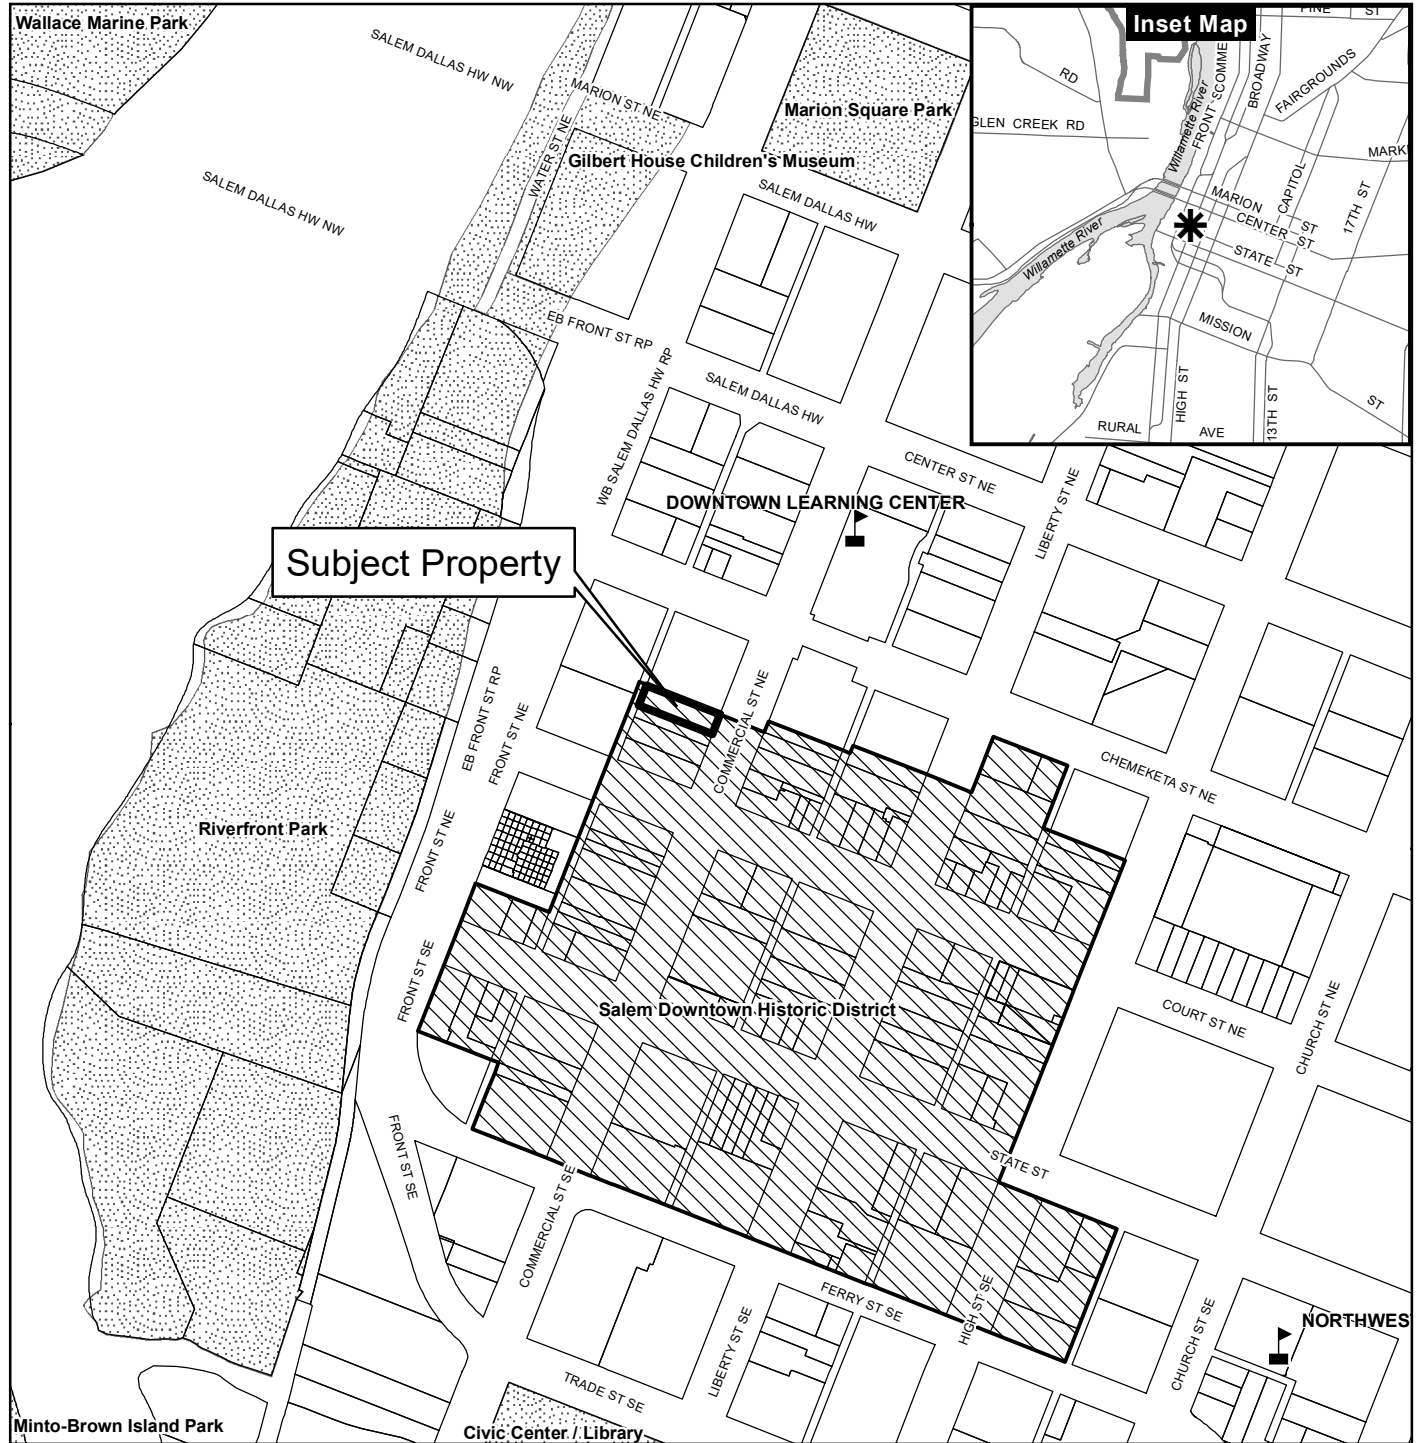 Wallace Marine Park
SALEM DALLAS HW NW
MARION ST NE
Marion Square Park
WATER ST NE
Gilbert House Children's Museum
SALEM DALLAS HW NW
SALEM DALLAS HW
EB FRONT ST RP
WB SALEM DALLAS HW RP
SALEM DALLAS HW
CENTER ST NE
DOWNTOWN LEARNING CENTER
LIBERTY ST NE
Subject Property
EB FRONT ST RP
FRONT ST NE
COMMERCIAL ST NE
CHEMEKETA ST NE
Riverfront Park
FRONT ST NE
FRONT ST SE
Salem Downtown Historic District
COURT ST NE
CHURCH ST NE
FRONT ST SE
STATE ST
COMMERCIAL ST SE
FERRY ST SE
HIGH ST SE
LIBERTY ST SE
CHURCH ST SE
NORTHWES
TRADE ST SE
Minto-Brown Island Park
Civic Center / Library
Inset Map
PINE ST
RD
GLEN CREEK RD
Willamette River
FRONT ST
COMME
BROADWAY
FAIRGROUNDS
MARK
CAPITOL
17TH ST
MARION ST
CENTER ST
STATE ST
Willamette River
MISSION ST
HIGH ST
13TH ST
RURAL AVE